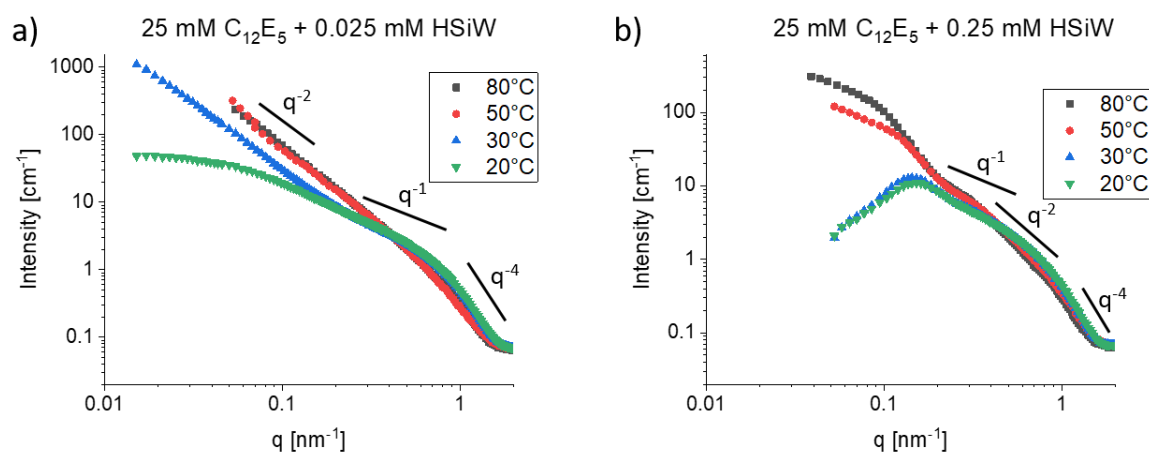 a) 25 mM C₁₂E₅ + 0.025 mM HSiW
Intensity [cm⁻¹]
1000
100
10
1
0.1
80°C
50°C
30°C
20°C
q⁻²
q⁻¹
q⁻⁴
0.01 0.1 1
q [nm⁻¹]
b) 25 mM C₁₂E₅ + 0.25 mM HSiW
Intensity [cm⁻¹]
100
10
1
0.1
80°C
50°C
30°C
20°C
q⁻¹
q⁻²
q⁻⁴
0.01 0.1 1
q [nm⁻¹]